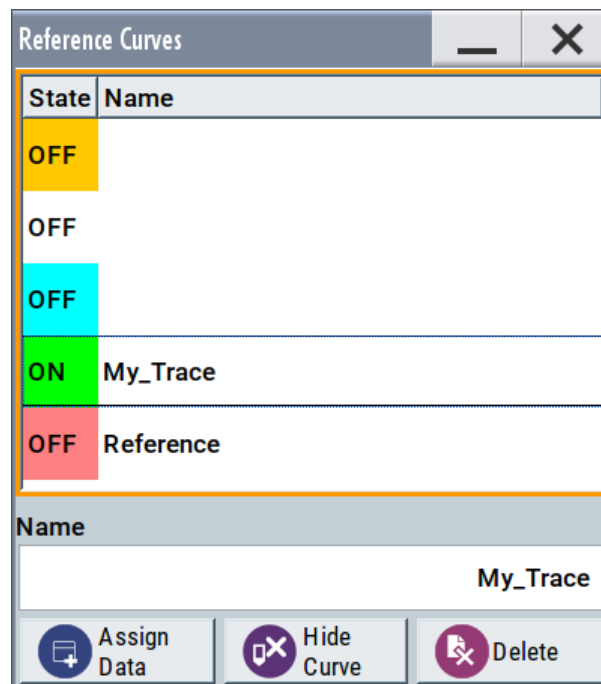 Reference Curves
State Name
OFF
OFF
OFF
ON My_Trace
OFF Reference
Name
My_Trace
Assign Data
Hide Curve
Delete